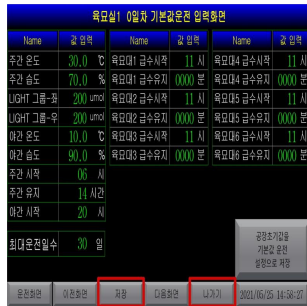 육묘실1 0일차 기본값운전 입력화면
Name 값 입력 Name 값 입력 Name 값 입력
주간 온도 30.0 ℃ 육묘대1 급수시작 11 시 육묘대4 급수시작 11 시
주간 습도 70.0 % 육묘대1 급수유지 0000 분 육묘대4 급수유지 0000 분
LIGHT 그룹-좌 200 umol 육묘대2 급수시작 11 시 육묘대5 급수시작 11 시
LIGHT 그룹-우 200 umol 육묘대2 급수유지 0000 분 육묘대5 급수유지 0000 분
야간 온도 10.0 ℃ 육묘대3 급수시작 11 시 육묘대6 급수시작 11 시
야간 습도 90.0 % 육묘대3 급수유지 0000 분 육묘대6 급수유지 0000 분
주간 시작 06 시
주간 유지 14 시간
야간 시작 20 시
최대운전일수 30 일
공장초기값을
기본값 운전
설정으로 저장
운전화면 이전화면 저장 다음화면 나가기 2021/05/25 14:58:27